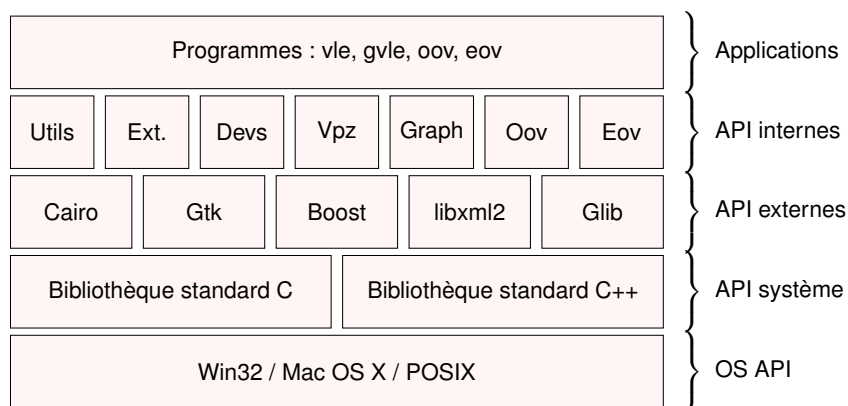 Programmes : vle, gvle, oov, eov
Applications
Utils Ext. Devs Vpz Graph Oov Eov
API internes
Cairo Gtk Boost libxml2 Glib
API externes
Bibliothèque standard C Bibliothèque standard C++
API système
Win32 / Mac OS X / POSIX
OS API